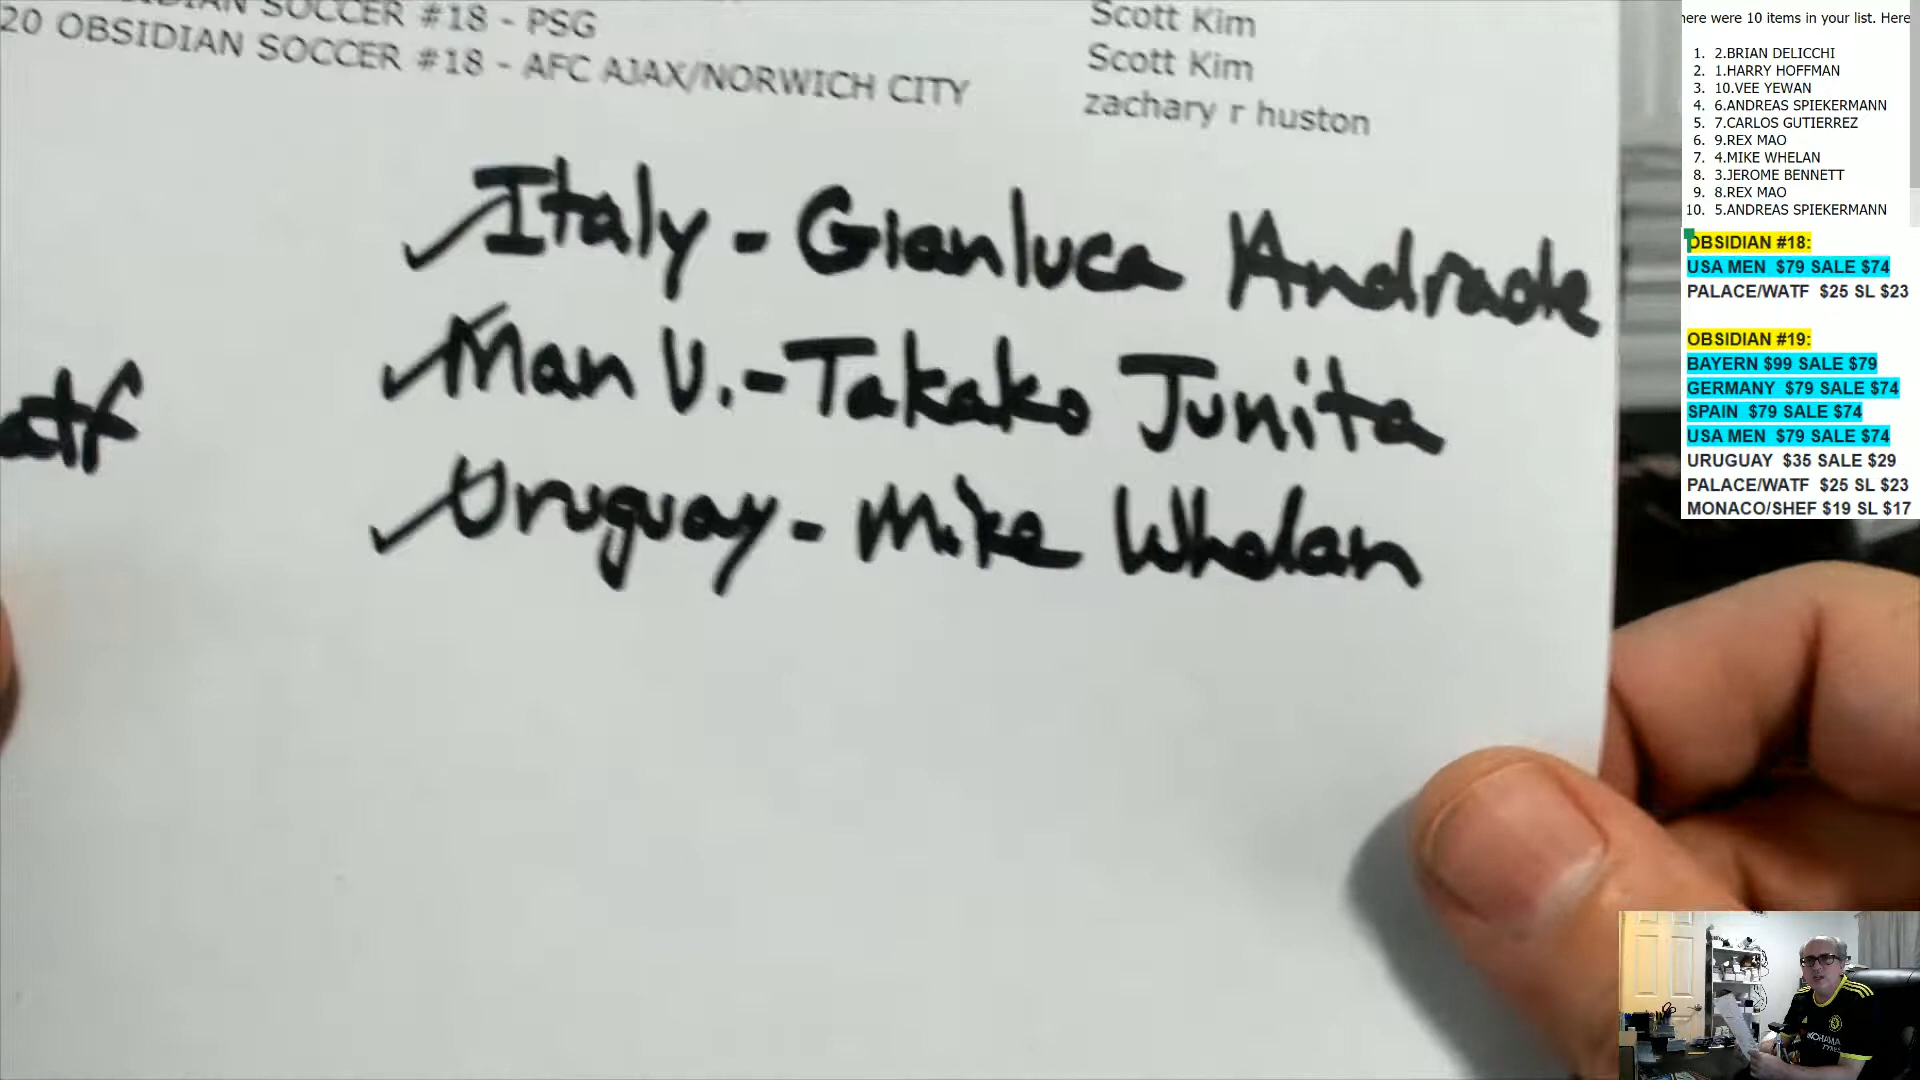 SOCCER #18 - PSG
Scott Kim
20 OBSIDIAN SOCCER #18 - AFC AJAX/NORWICH CITY
Scott Kim
zachary r huston
Italy - Gianluca Andrade
Man U. - Takako Junita
atf
Uruguay - Mike Whelan
here were 10 items in your list. Here
1. 2.BRIAN DELICCHI
2. 1.HARRY HOFFMAN
3. 10.VEE YEWAN
4. 6.ANDREAS SPIEKERMANN
5. 7.CARLOS GUTIERREZ
6. 9.REX MAO
7. 4.MIKE WHELAN
8. 3.JEROME BENNETT
9. 8.REX MAO
10. 5.ANDREAS SPIEKERMANN
OBSIDIAN #18:
USA MEN $79 SALE $74
PALACE/WATF $25 SL $23
OBSIDIAN #19:
BAYERN $99 SALE $79
GERMANY $79 SALE $74
SPAIN $79 SALE $74
USA MEN $79 SALE $74
URUGUAY $35 SALE $29
PALACE/WATF $25 SL $23
MONACO/SHEF $19 SL $17
YOKOHAMA
TYRES